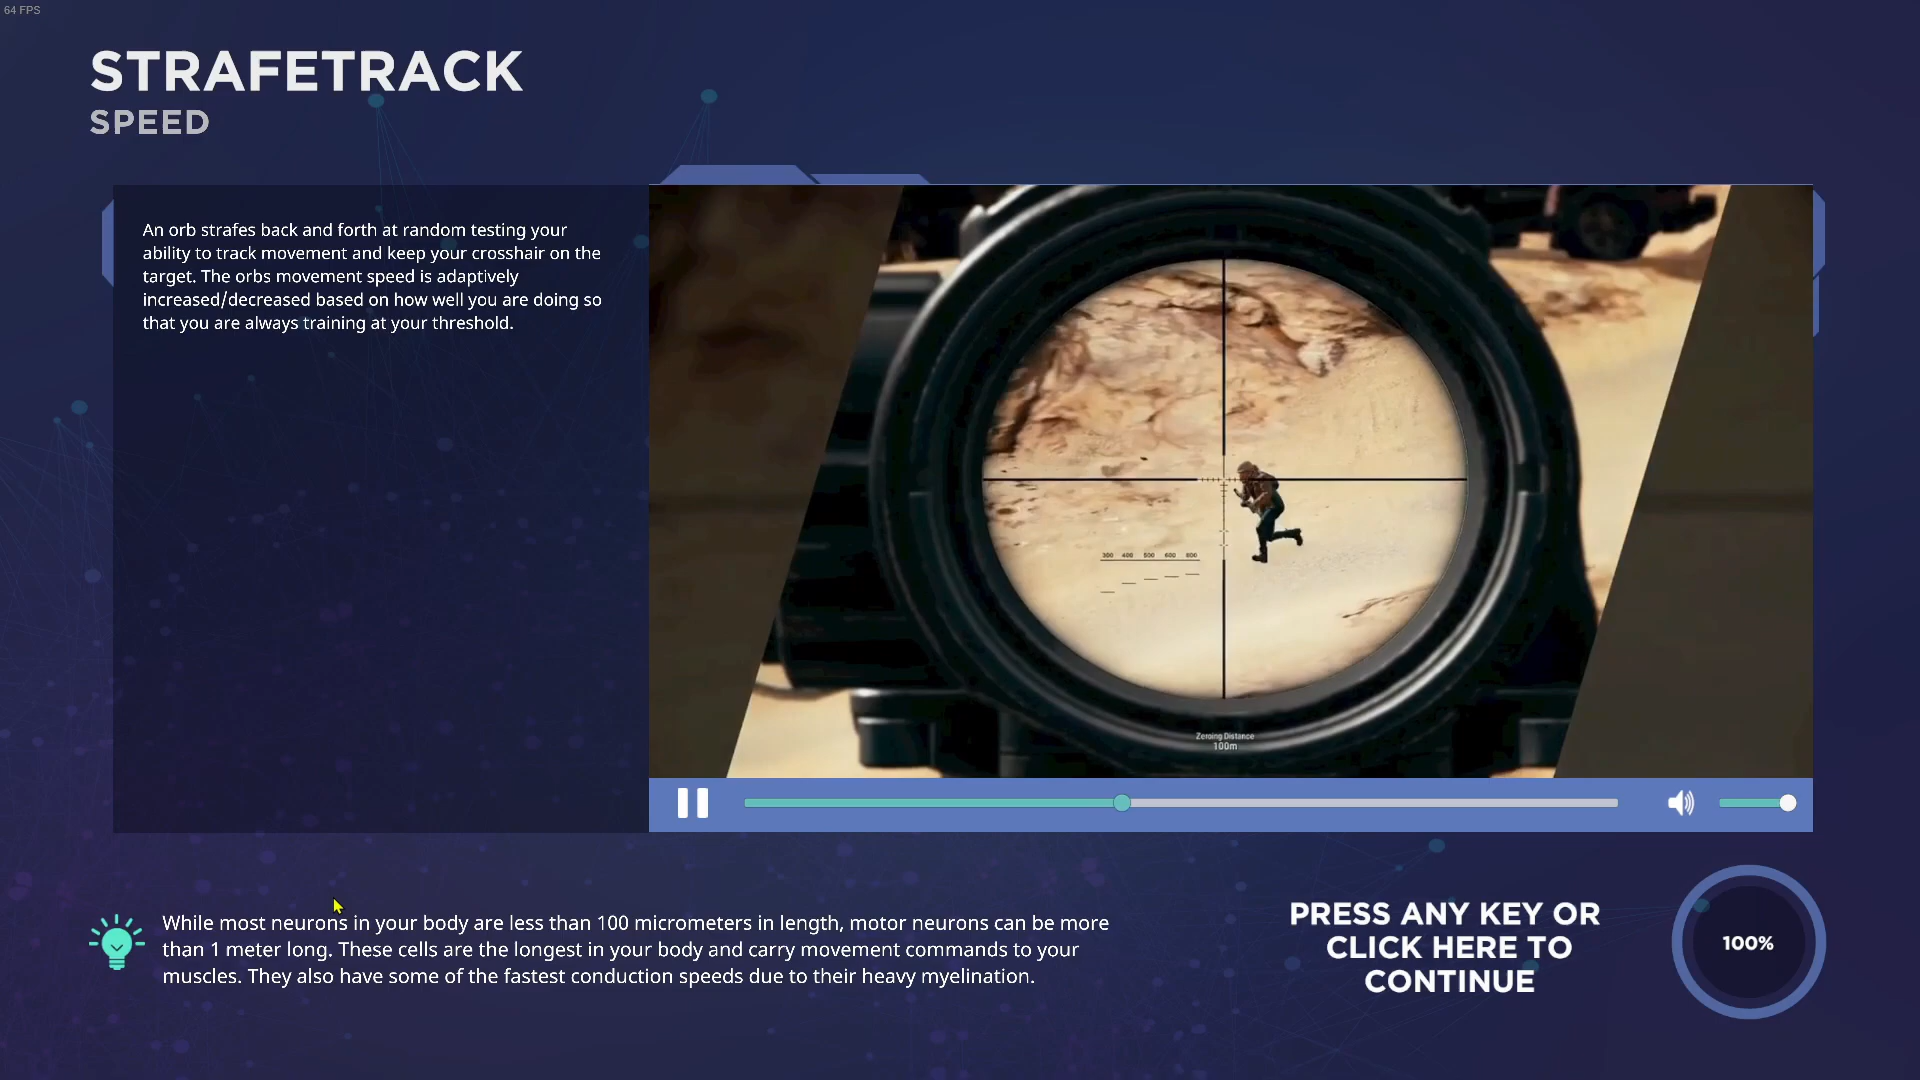 64 FPS
STRAFETRACK
SPEED
An orb strafes back and forth at random testing your
ability to track movement and keep your crosshair on the
target. The orbs movement speed is adaptively
increased/decreased based on how well you are doing so
that you are always training at your threshold.
300 400 500 600 800
Zeroing Distance
100m
While most neurons in your body are less than 100 micrometers in length, motor neurons can be more
than 1 meter long. These cells are the longest in your body and carry movement commands to your
muscles. They also have some of the fastest conduction speeds due to their heavy myelination.
PRESS ANY KEY OR
CLICK HERE TO
CONTINUE
100%